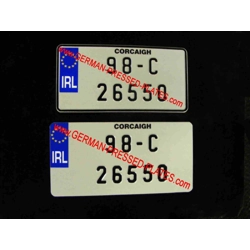 CORCAIGH
98-C
IRL
26550
www.GERMAN-PRESSED-PLATES.com
CORCAIGH
98-C
IRL
26550
www.GERMAN-PRESSED-PLATES.com